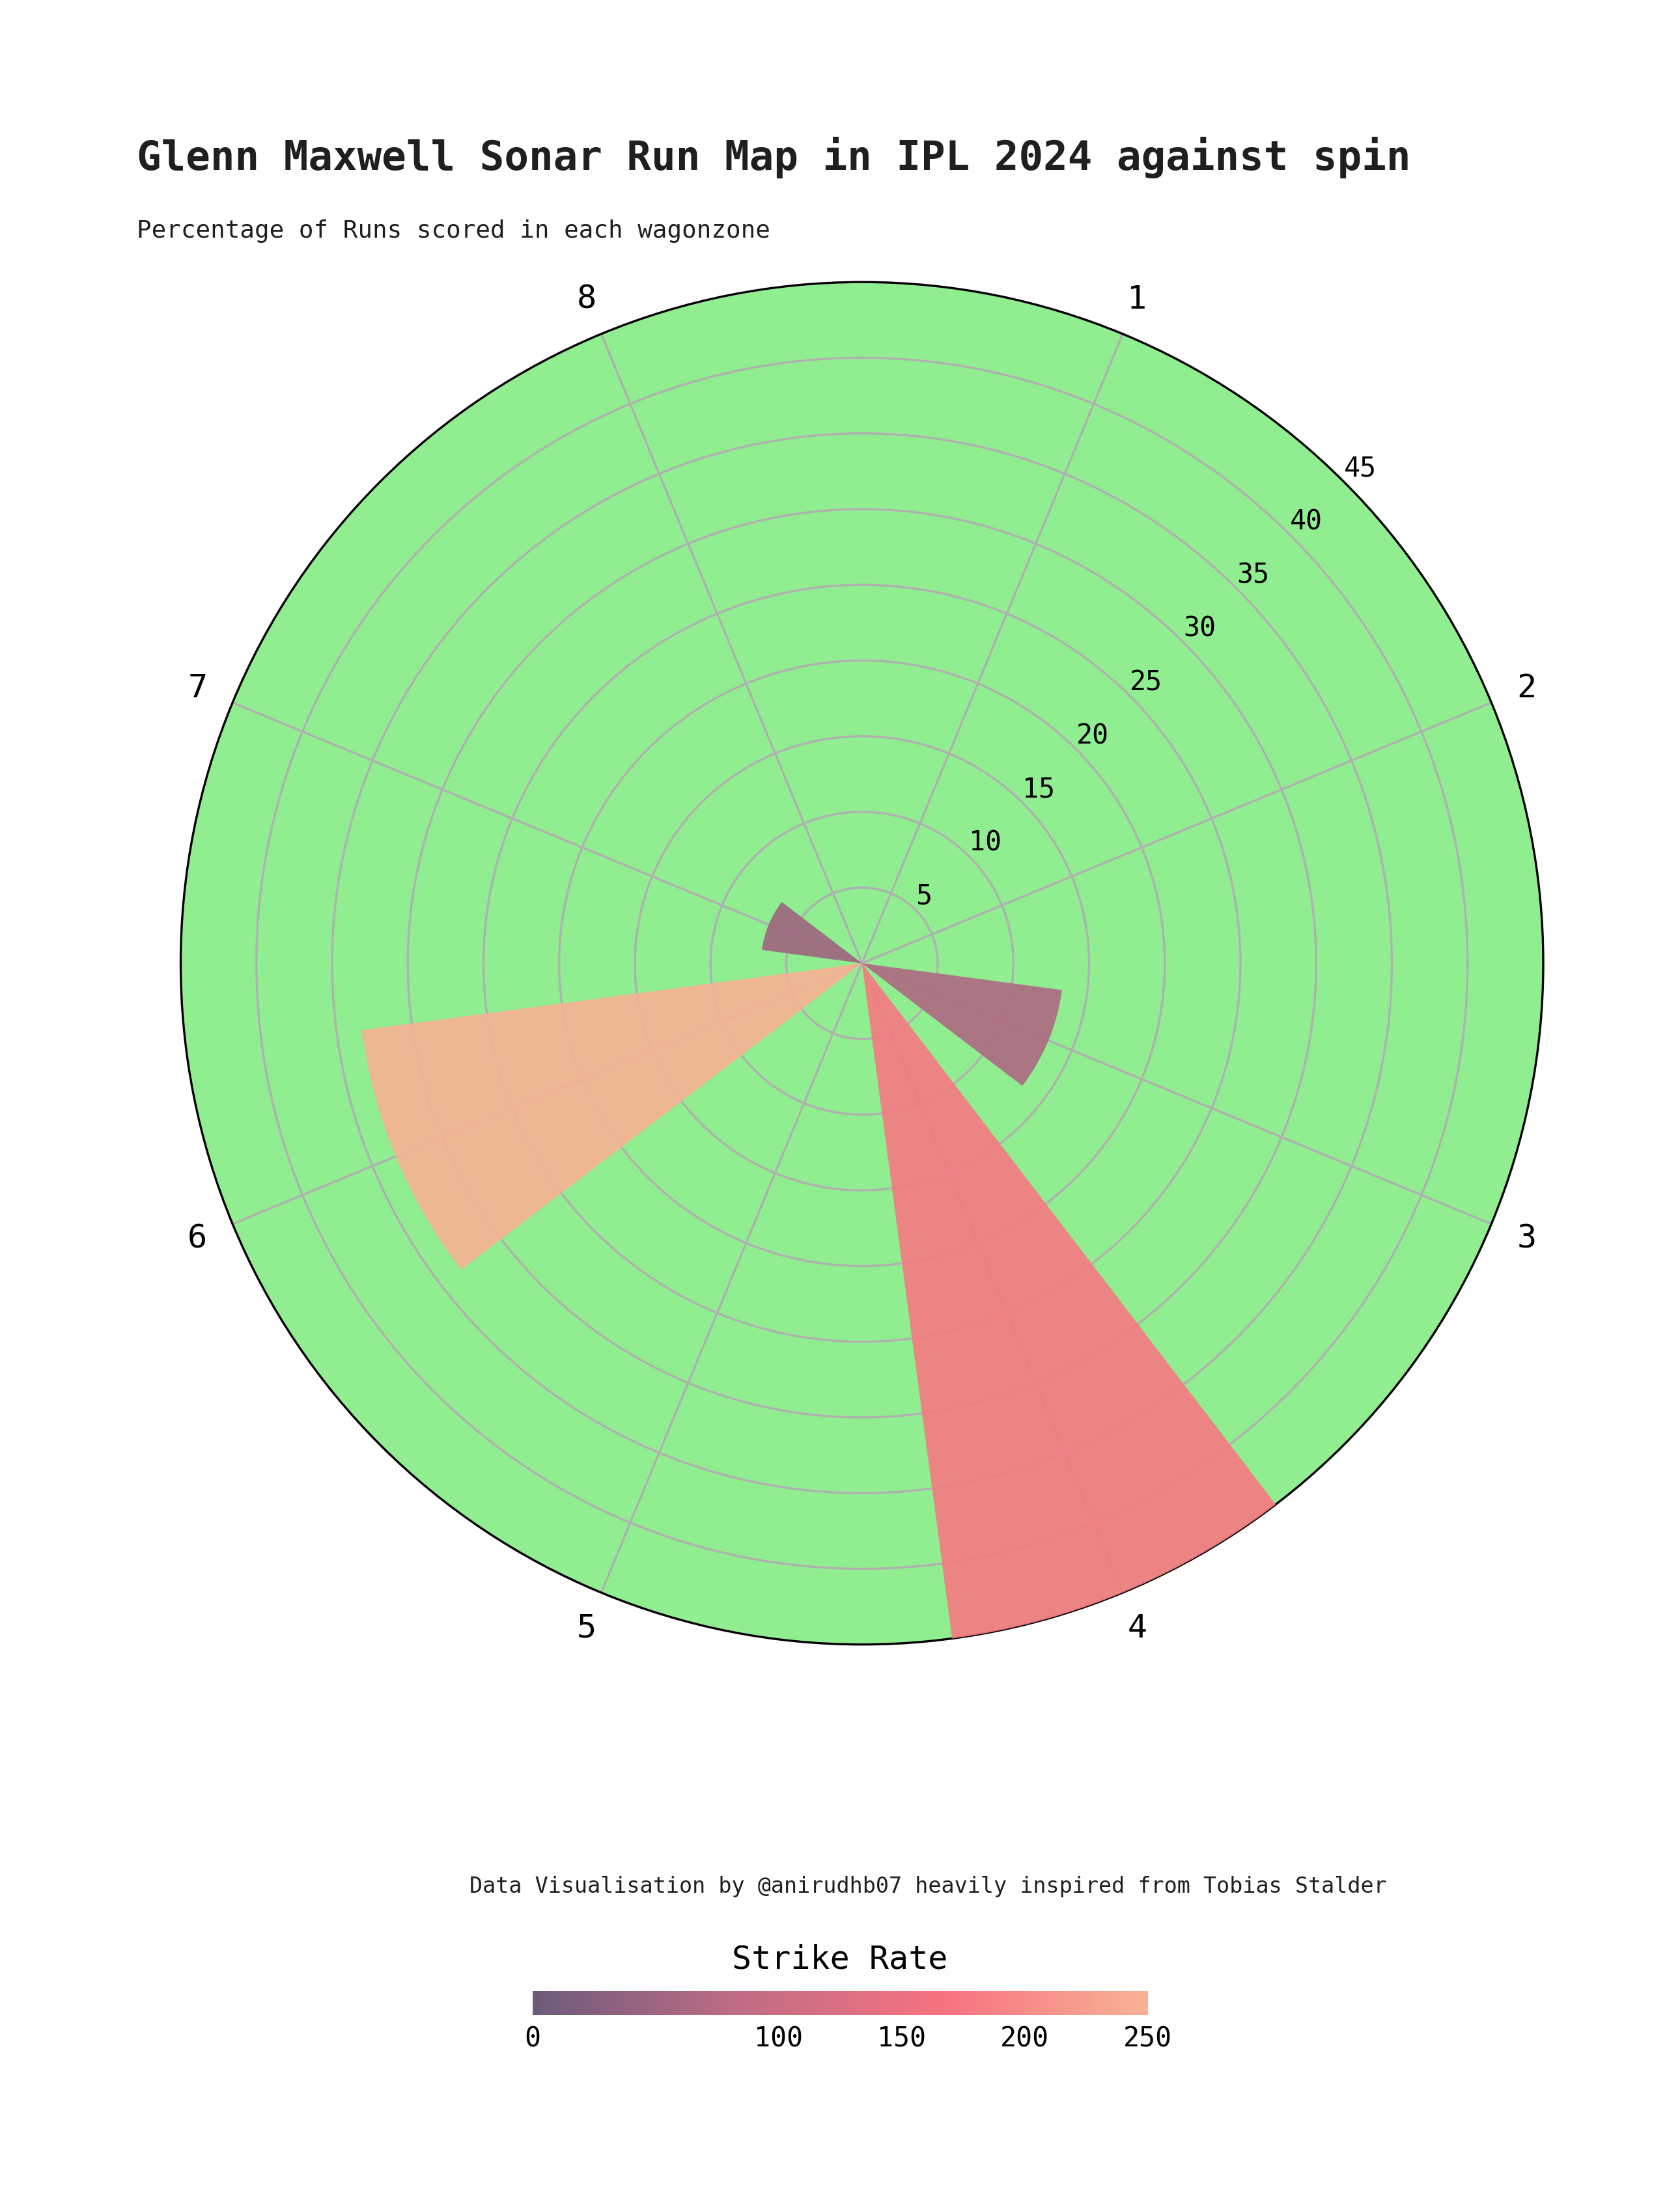 Glenn Maxwell Sonar Run Map in IPL 2024 against spin
Percentage of Runs scored in each wagonzone
8 1
45
40
35
30
7 25 2
20
15
10
5
6 3
5 4
Data Visualisation by @anirudhb07 heavily inspired from Tobias Stalder
Strike Rate
0 100 150 200 250